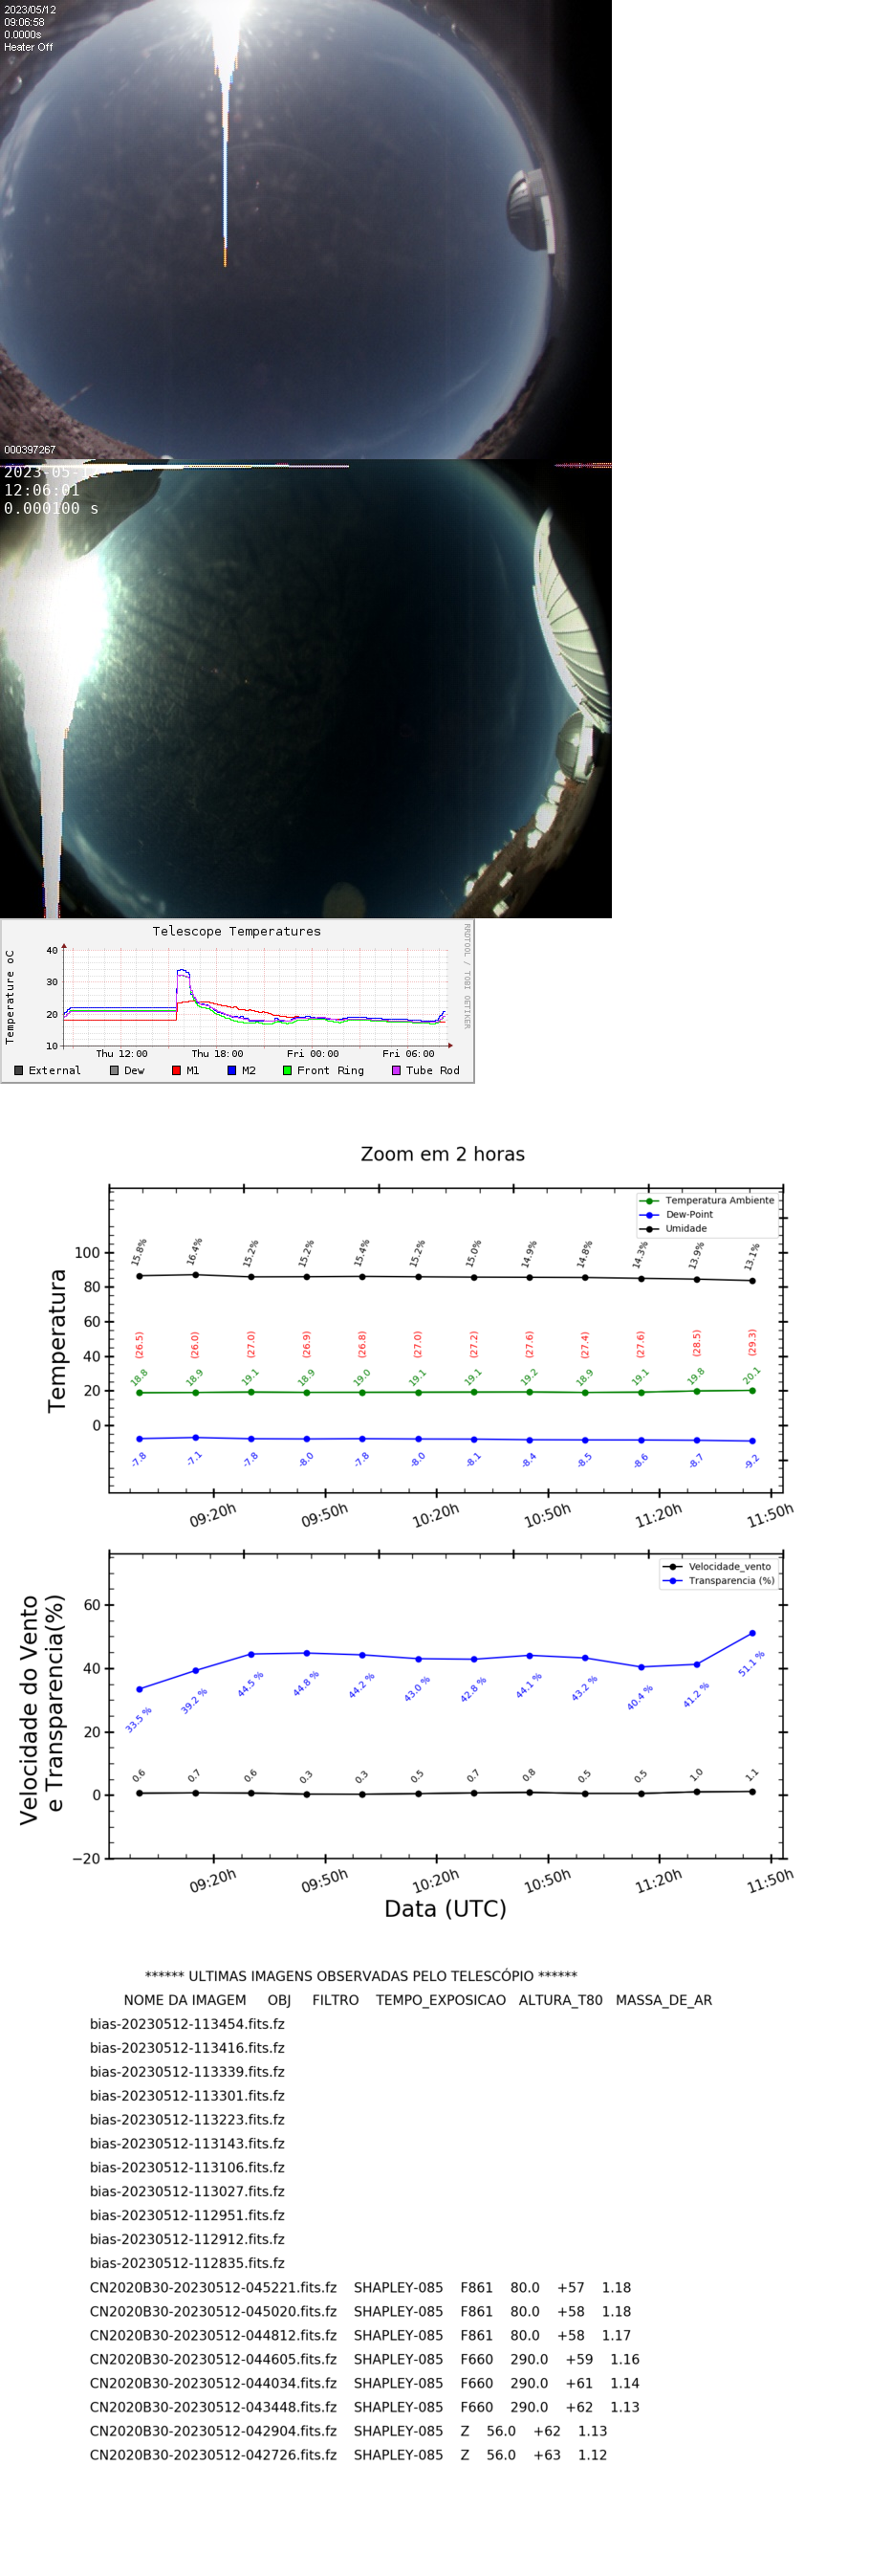 2023/05/12
09:06:58
0.0000s
Heater Off
000397267
2023-05-12
12:06:01
0.000100 s
Telescope Temperatures
RRDTOOL / TOBI OETIKER
Temperature oC
40
30
20
10
Thu 12:00 Thu 18:00 Fri 00:00 Fri 06:00
External Dew M1 M2 Front Ring Tube Rod
Zoom em 2 horas
Temperatura Ambiente
Dew-Point
Umidade
Temperatura
100
80
60
40
20
0
15.8% 16.4% 15.2% 15.2% 15.4% 15.2% 15.0% 14.9% 14.8% 14.3% 13.9% 13.1%
(26.5) (26.0) (27.0) (26.9) (26.8) (27.0) (27.2) (27.6) (27.4) (27.6) (28.5) (29.3)
18.8 18.9 19.1 18.9 19.0 19.1 19.1 19.2 18.9 19.1 19.8 20.1
-7.8 -7.1 -7.8 -8.0 -7.8 -8.0 -8.1 -8.4 -8.5 -8.6 -8.7 -9.2
09:20h 09:50h 10:20h 10:50h 11:20h 11:50h
Velocidade_vento
Transparencia (%)
Velocidade do Vento
e Transparencia(%)
60
40
20
0
−20
33.5 % 39.2 % 44.5 % 44.8 % 44.2 % 43.0 % 42.8 % 44.1 % 43.2 % 40.4 % 41.2 % 51.1 %
0.6 0.7 0.6 0.3 0.3 0.5 0.7 0.8 0.5 0.5 1.0 1.1
09:20h 09:50h 10:20h 10:50h 11:20h 11:50h
Data (UTC)
****** ULTIMAS IMAGENS OBSERVADAS PELO TELESCÓPIO ******
NOME DA IMAGEM OBJ FILTRO TEMPO_EXPOSICAO ALTURA_T80 MASSA_DE_AR
bias-20230512-113454.fits.fz
bias-20230512-113416.fits.fz
bias-20230512-113339.fits.fz
bias-20230512-113301.fits.fz
bias-20230512-113223.fits.fz
bias-20230512-113143.fits.fz
bias-20230512-113106.fits.fz
bias-20230512-113027.fits.fz
bias-20230512-112951.fits.fz
bias-20230512-112912.fits.fz
bias-20230512-112835.fits.fz
CN2020B30-20230512-045221.fits.fz SHAPLEY-085 F861 80.0 +57 1.18
CN2020B30-20230512-045020.fits.fz SHAPLEY-085 F861 80.0 +58 1.18
CN2020B30-20230512-044812.fits.fz SHAPLEY-085 F861 80.0 +58 1.17
CN2020B30-20230512-044605.fits.fz SHAPLEY-085 F660 290.0 +59 1.16
CN2020B30-20230512-044034.fits.fz SHAPLEY-085 F660 290.0 +61 1.14
CN2020B30-20230512-043448.fits.fz SHAPLEY-085 F660 290.0 +62 1.13
CN2020B30-20230512-042904.fits.fz SHAPLEY-085 Z 56.0 +62 1.13
CN2020B30-20230512-042726.fits.fz SHAPLEY-085 Z 56.0 +63 1.12